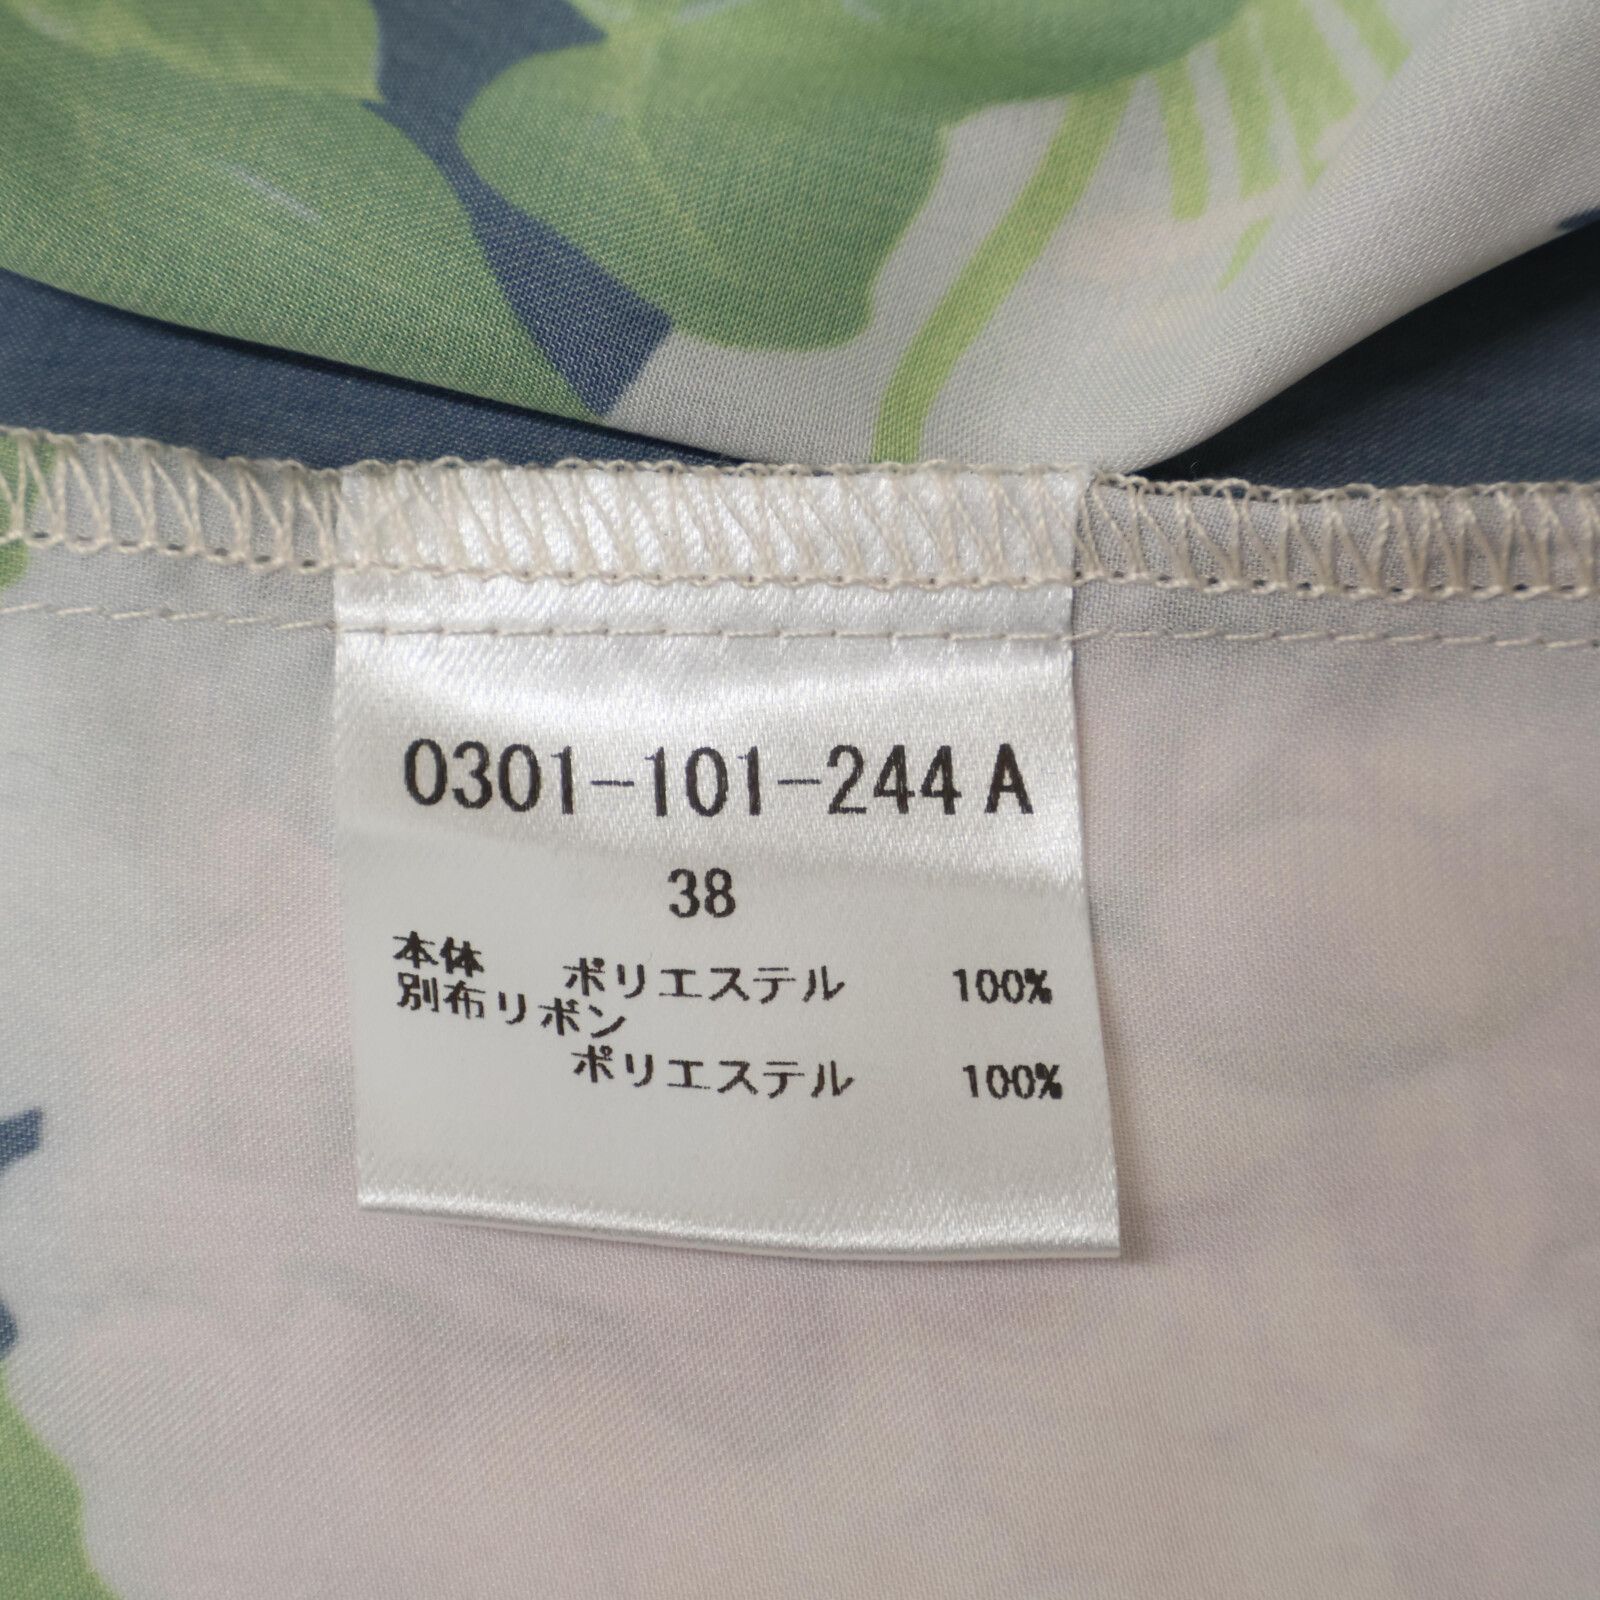 0301-101-244 A
38
本体 ポリエステル 100%
別布リボン
ポリエステル 100%